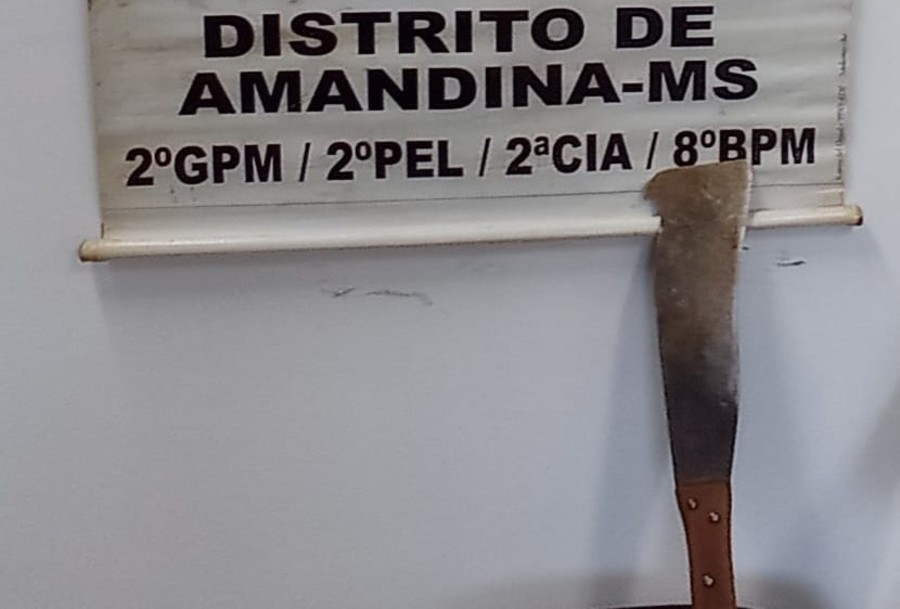 DISTRITO DE
AMANDINA-MS
2ºGPM / 2ºPEL / 2ªCIA / 8ºBPM